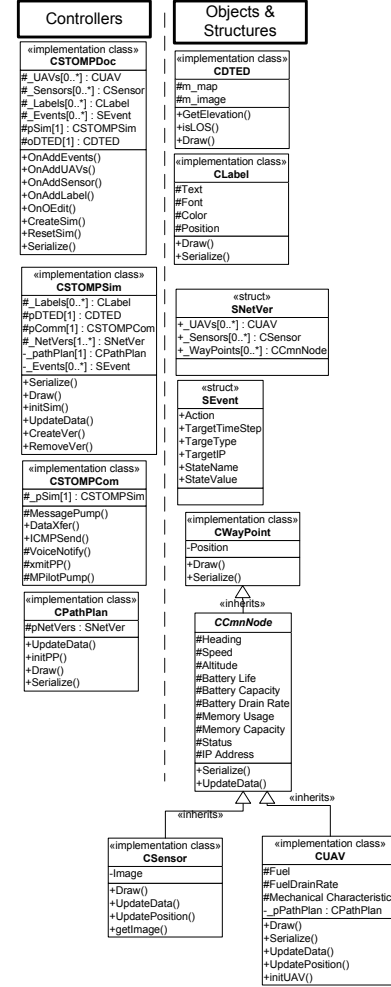 Controllers
«implementation class»
CSTOMPDoc
#_UAVs[0..*] : CUAV
#_Sensors[0..*] : CSensor
#_Labels[0..*] : CLabel
#_Events[0..*] : SEvent
#pSim[1] : CSTOMPSim
#oDTED[1] : CDTED
+OnAddEvents()
+OnAddUAVs()
+OnAddSensor()
+OnAddLabel()
+OnOEdit()
+CreateSim()
+ResetSim()
+Serialize()
«implementation class»
CSTOMPSim
#_Labels[0..*] : CLabel
#pDTED[1] : CDTED
#pComm[1] : CSTOMPCom
#_NetVers[1..*] : SNetVer
-_pathPlan[1] : CPathPlan
-_Events[0..*] : SEvent
+Serialize()
+Draw()
+initSim()
+UpdateData()
+CreateVer()
+RemoveVer()
«implementation class»
CSTOMPCom
#_pSim[1] : CSTOMPSim
#MessagePump()
+DataXfer()
+ICMPSend()
#VoiceNotify()
#xmitPP()
#MPilotPump()
«implementation class»
CPathPlan
#pNetVers : SNetVer
+UpdateData()
+initPP()
+Draw()
+Serialize()
Objects &
Structures
«implementation class»
CDTED
#m_map
#m_image
+GetElevation()
+isLOS()
+Draw()
«implementation class»
CLabel
#Text
#Font
#Color
#Position
+Draw()
+Serialize()
«struct»
SNetVer
+_UAVs[0..*] : CUAV
+_Sensors[0..*] : CSensor
+_WayPoints[0..*] : CCmnNode
«struct»
SEvent
+Action
+TargetTimeStep
+TargeType
+TargetIP
+StateName
+StateValue
«implementation class»
CWayPoint
-Position
+Draw()
+Serialize()
«inherits»
CCmnNode
#Heading
#Speed
#Altitude
#Battery Life
#Battery Capacity
#Battery Drain Rate
#Memory Usage
#Memory Capacity
#Status
#IP Address
+Serialize()
+UpdateData()
«inherits»
«inherits»
«implementation class»
CSensor
-Image
+Draw()
+UpdateData()
+UpdatePosition()
+getImage()
«implementation class»
CUAV
#Fuel
#FuelDrainRate
#Mechanical Characteristic
-_pPathPlan : CPathPlan
+Draw()
+Serialize()
+UpdateData()
+UpdatePosition()
+initUAV()